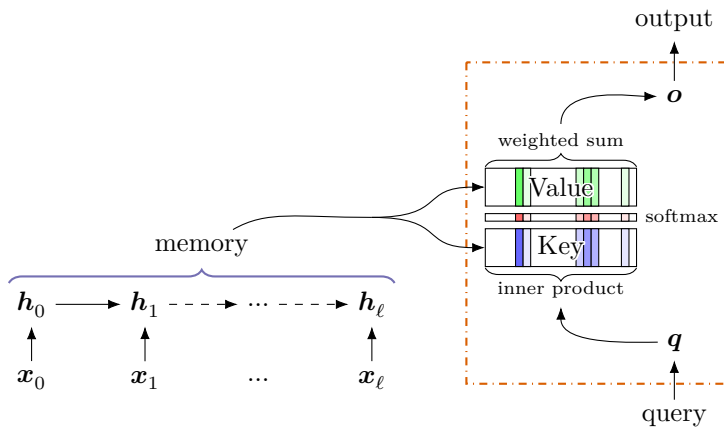 output
o
weighted sum
Value
softmax
Key
inner product
memory
h₀ h₁ ... hℓ
q
x₀ x₁ ... xℓ
query